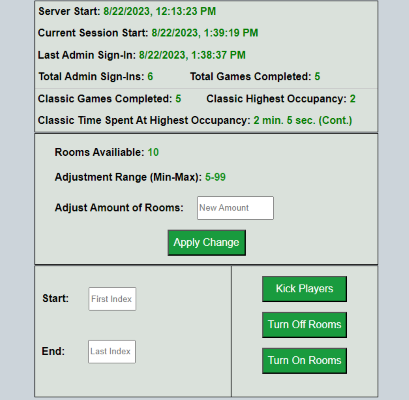 Server Start: 8/22/2023, 12:13:23 PM
Current Session Start: 8/22/2023, 1:39:19 PM
Last Admin Sign-In: 8/22/2023, 1:38:37 PM
Total Admin Sign-Ins: 6 Total Games Completed: 5
Classic Games Completed: 5 Classic Highest Occupancy: 2
Classic Time Spent At Highest Occupancy: 2 min. 5 sec. (Cont.)
Rooms Availiable: 10
Adjustment Range (Min-Max): 5-99
Adjust Amount of Rooms: New Amount
Apply Change
Start: First Index
End: Last Index
Kick Players
Turn Off Rooms
Turn On Rooms